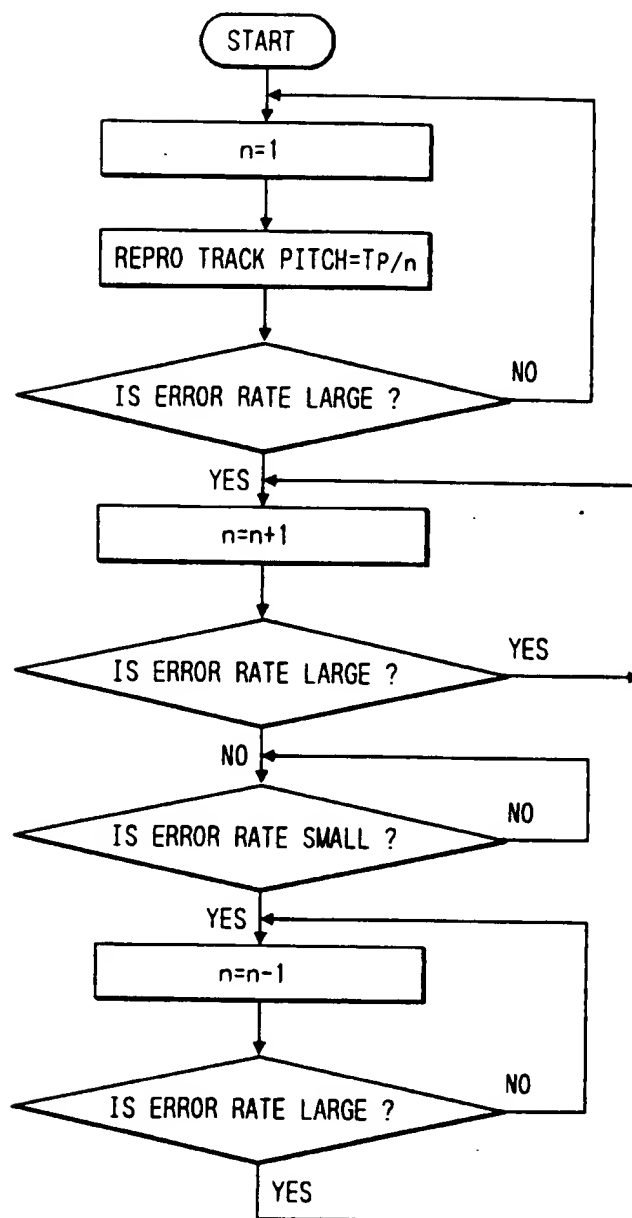 START
n=1
REPRO TRACK PITCH=TP/n
IS ERROR RATE LARGE ?
NO
YES
n=n+1
IS ERROR RATE LARGE ?
YES
NO
IS ERROR RATE SMALL ?
NO
YES
n=n-1
IS ERROR RATE LARGE ?
NO
YES